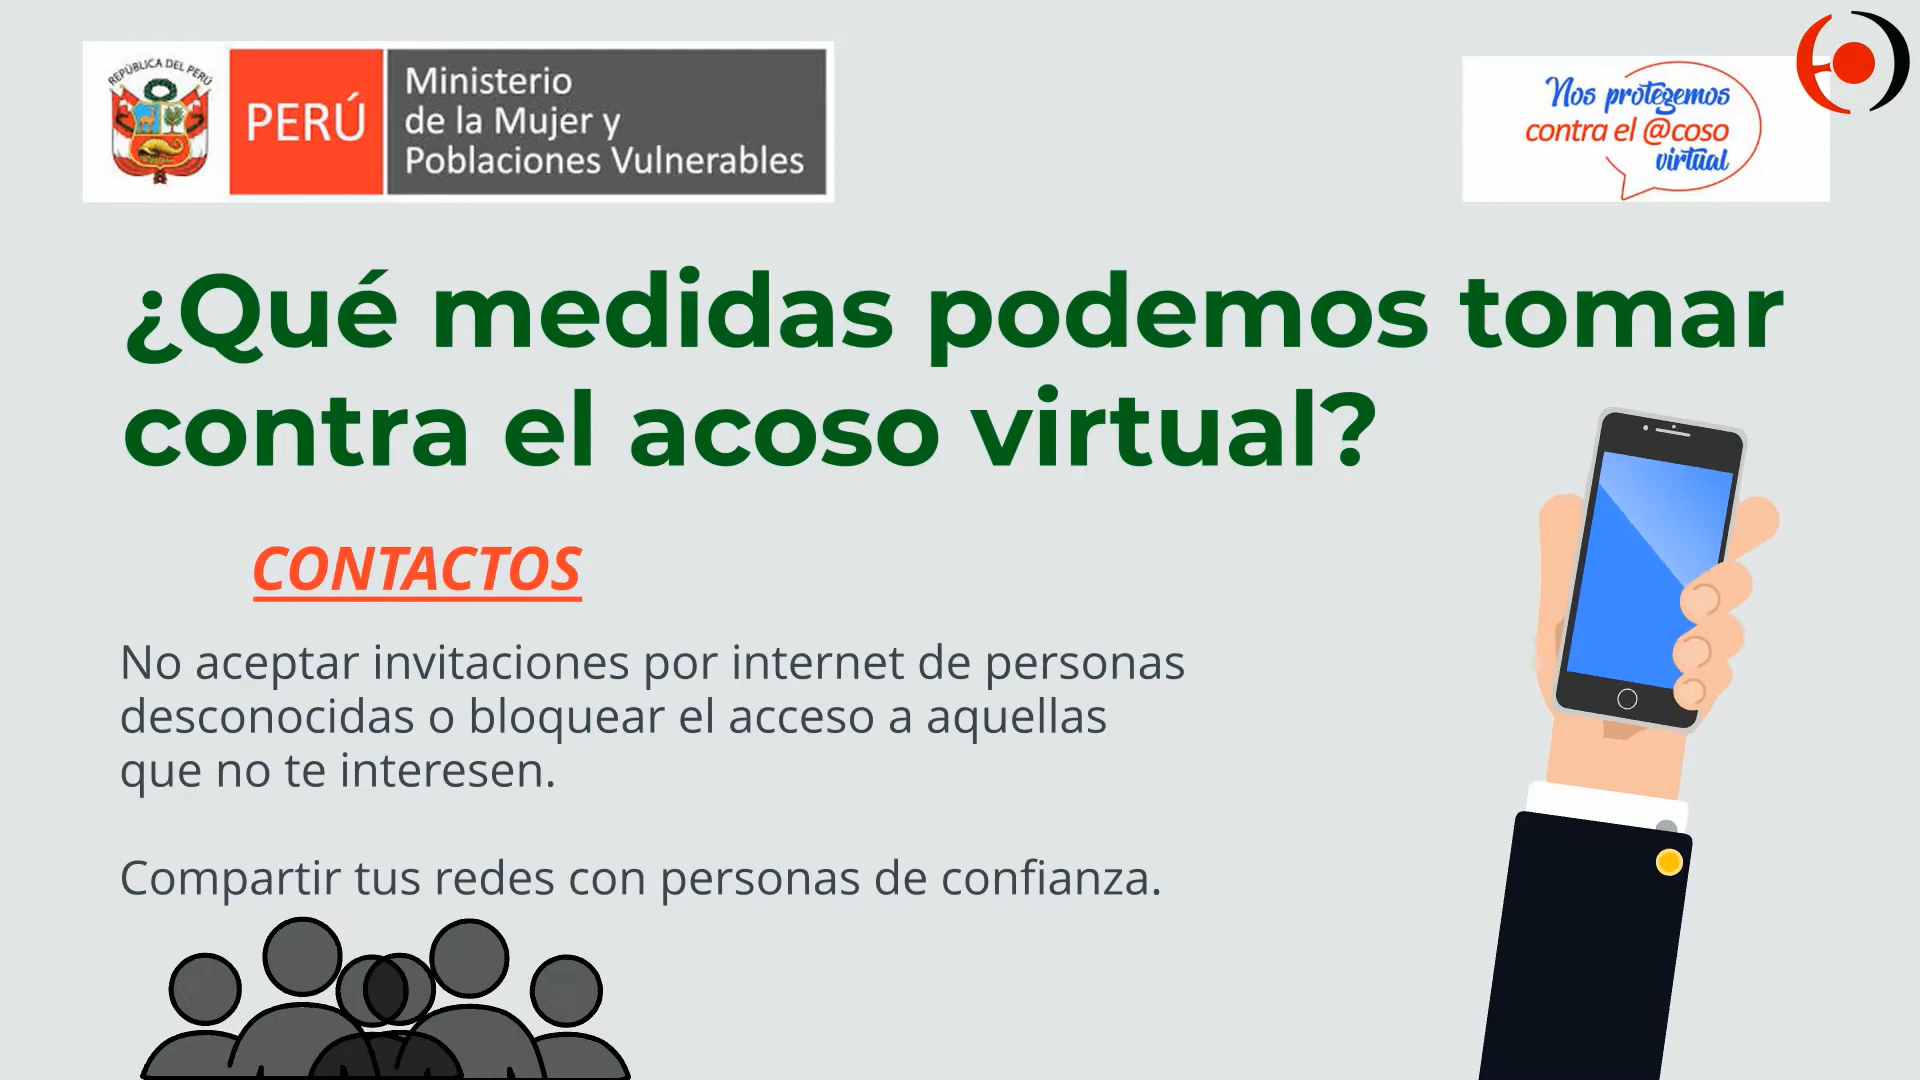 REPÚBLICA DEL PERÚ
PERÚ
Ministerio
de la Mujer y
Poblaciones Vulnerables
Nos protegemos
contra el @coso
virtual
¿Qué medidas podemos tomar
contra el acoso virtual?
CONTACTOS
No aceptar invitaciones por internet de personas
desconocidas o bloquear el acceso a aquellas
que no te interesen.
Compartir tus redes con personas de confianza.